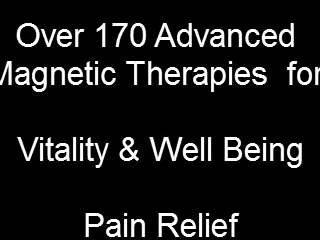 Over 170 Advanced
Magnetic Therapies for
Vitality & Well Being
Pain Relief